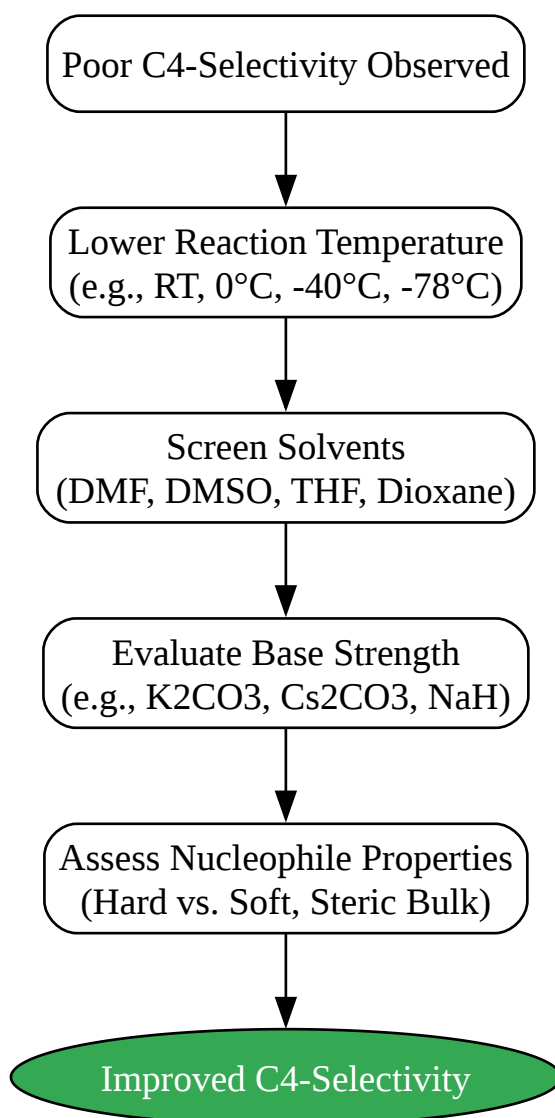 Poor C4-Selectivity Observed
Lower Reaction Temperature
(e.g., RT, 0°C, -40°C, -78°C)
Screen Solvents
(DMF, DMSO, THF, Dioxane)
Evaluate Base Strength
(e.g., K2CO3, Cs2CO3, NaH)
Assess Nucleophile Properties
(Hard vs. Soft, Steric Bulk)
Improved C4-Selectivity